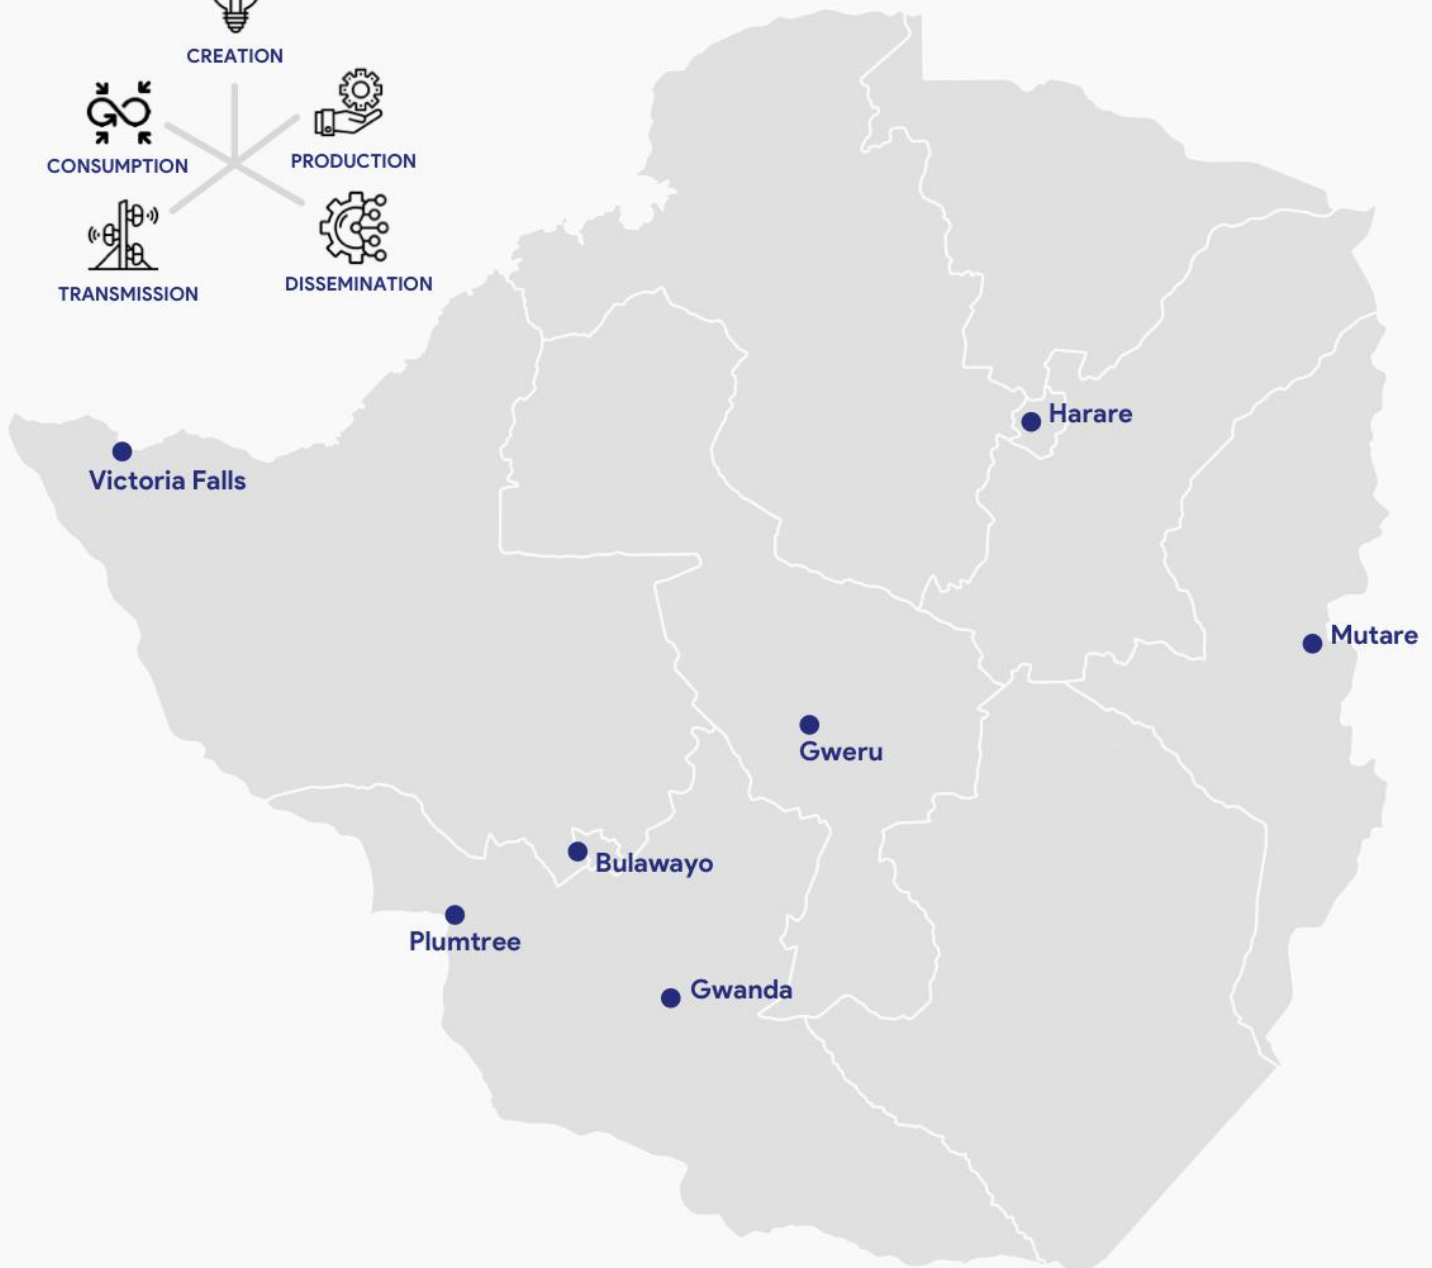 CREATION
CONSUMPTION
PRODUCTION
TRANSMISSION
DISSEMINATION
Harare
Victoria Falls
Mutare
Gweru
Bulawayo
Plumtree
Gwanda